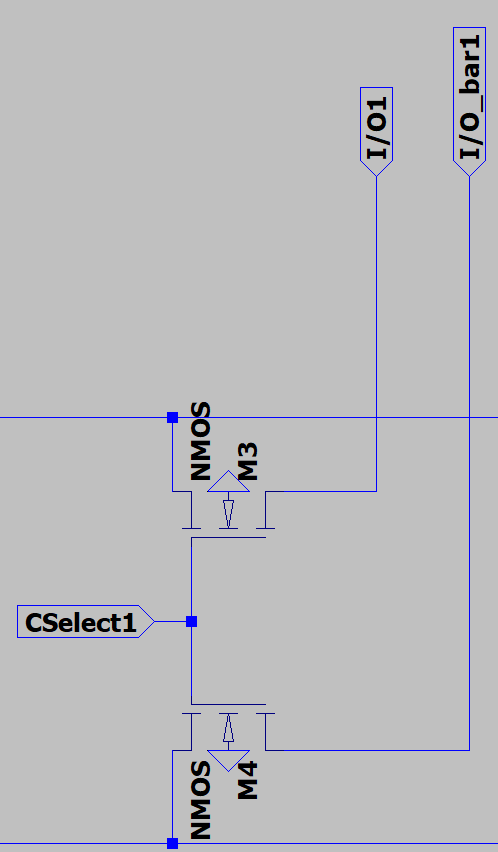 I/O1
I/O_bar1
NMOS
M3
CSelect1
NMOS
M4